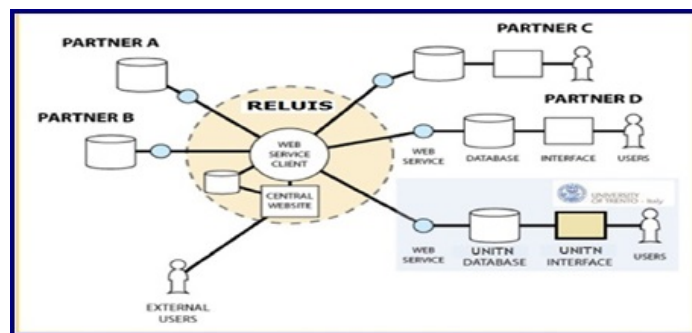 PARTNER A
PARTNER C
RELUIS
PARTNER B
PARTNER D
WEB
SERVICE
CLIENT
WEB
SERVICE
DATABASE
INTERFACE
USERS
CENTRAL
WEBSITE
UNIVERSITY
OF TRENTO - Italy
WEB
SERVICE
UNITN
DATABASE
UNITN
INTERFACE
USERS
EXTERNAL
USERS